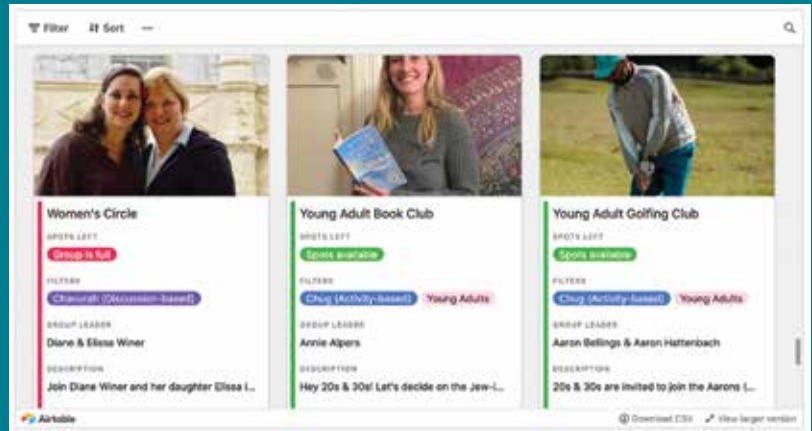 Filter Sort
Women's Circle
SPOTS LEFT
Group is full
FILTERS
Chavurah (Discussion-based)
GROUP LEADER
Diane & Elissa Winer
DESCRIPTION
Join Diane Winer and her daughter Elissa (...
Young Adult Book Club
SPOTS LEFT
Spots available
FILTERS
Chug (Activity-based) Young Adults
GROUP LEADER
Annie Alpers
DESCRIPTION
Hey 20s & 30s! Let's decide on the Jew-i...
Young Adult Golfing Club
SPOTS LEFT
Spots available
FILTERS
Chug (Activity-based) Young Adults
GROUP LEADER
Aaron Bellings & Aaron Hattenbach
DESCRIPTION
20s & 30s are invited to join the Aarons (...
Airtable
Download CSV View larger version